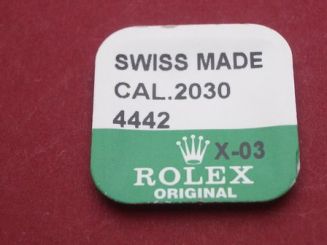 SWISS MADE
CAL.2030
4442
X-03
ROLEX
ORIGINAL